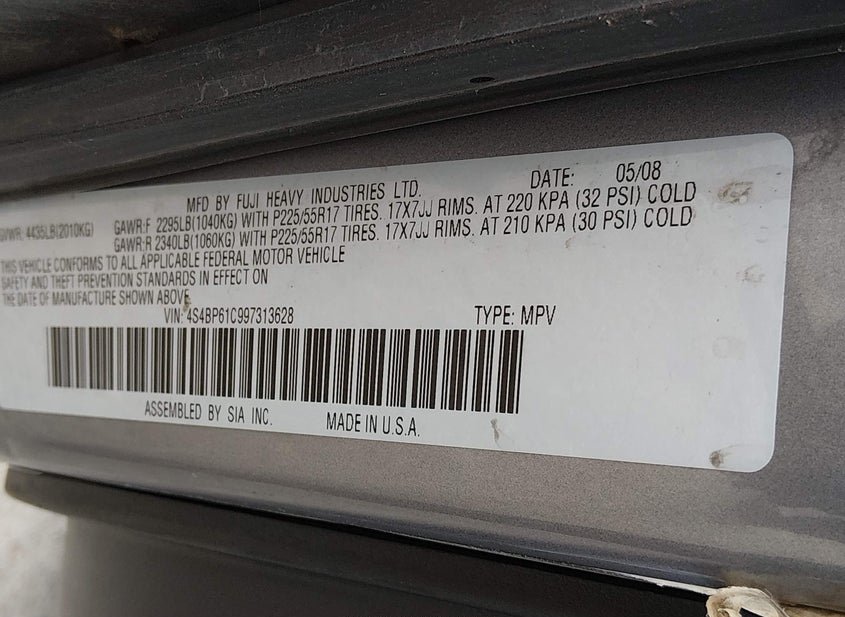 MFD BY FUJI HEAVY INDUSTRIES LTD. DATE: 05/08
GVWR: 4435LB(2010KG) GAWR:F 2295LB(1040KG) WITH P225/55R17 TIRES. 17X7JJ RIMS. AT 220 KPA (32 PSI) COLD
GAWR:R 2340LB(1060KG) WITH P225/55R17 TIRES. 17X7JJ RIMS. AT 210 KPA (30 PSI) COLD
THIS VEHICLE CONFORMS TO ALL APPLICABLE FEDERAL MOTOR VEHICLE
SAFETY AND THEFT PREVENTION STANDARDS IN EFFECT ON
THE DATE OF MANUFACTURE SHOWN ABOVE.
VIN: 4S4BP61C997313628 TYPE: MPV
ASSEMBLED BY SIA INC. MADE IN U.S.A.